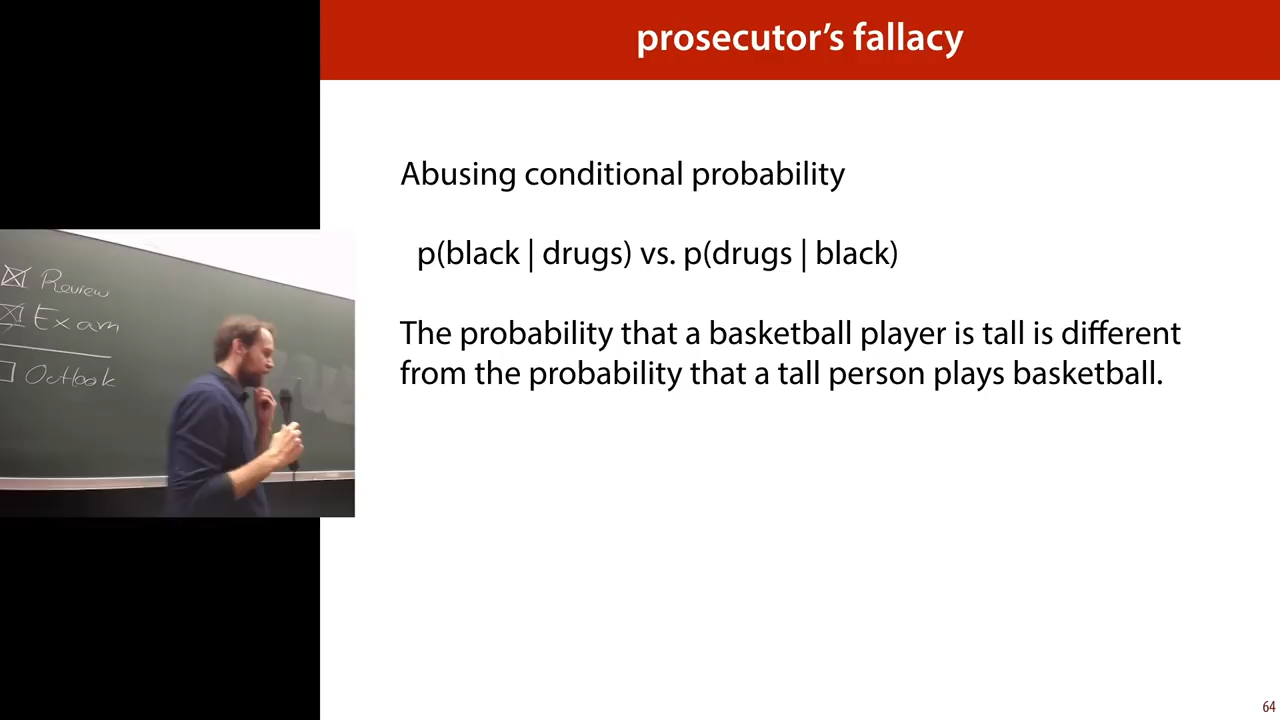 prosecutor’s fallacy
Abusing conditional probability
p(black | drugs) vs. p(drugs | black)
The probability that a basketball player is tall is different
from the probability that a tall person plays basketball.
Review
Exam
Outlook
64